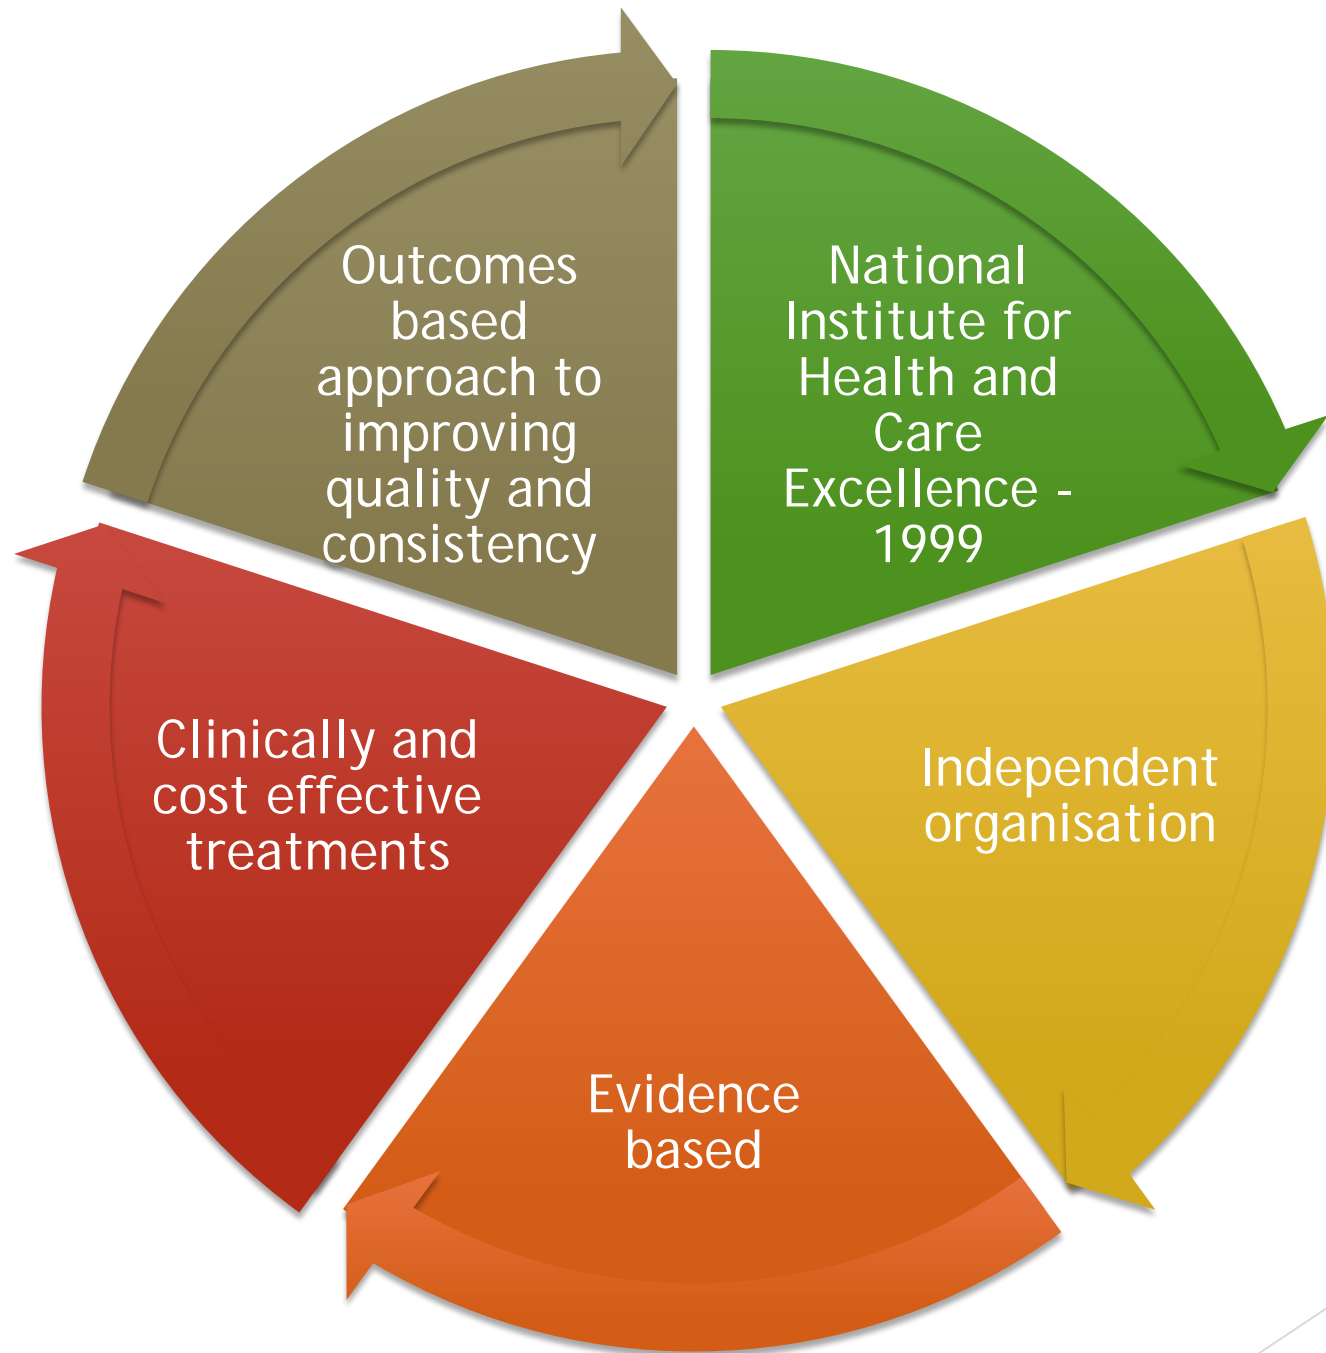 National
Institute for
Health and
Care
Excellence -
1999
Independent
organisation
Evidence
based
Clinically and
cost effective
treatments
Outcomes
based
approach to
improving
quality and
consistency